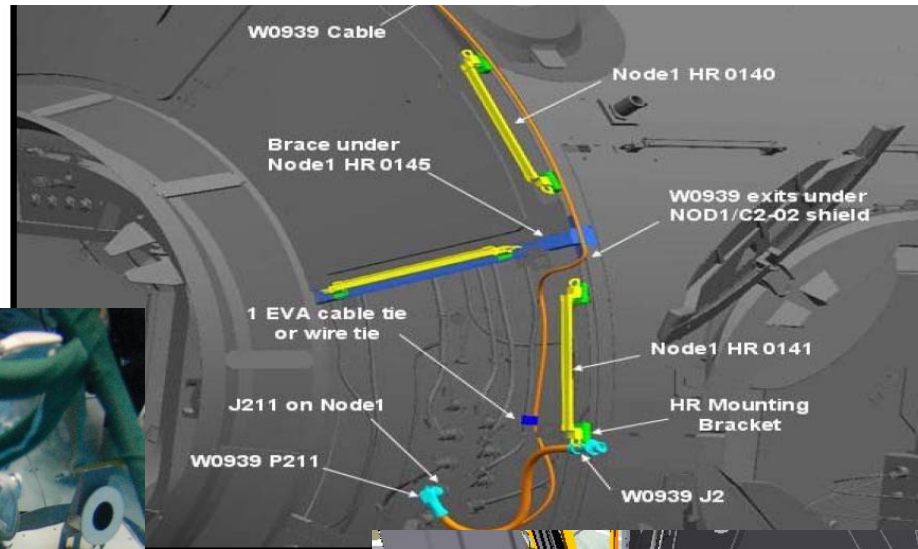 W0939 Cable
Node1 HR 0140
Brace under
Node1 HR 0145
W0939 exits under
NOD1/C2-02 shield
1 EVA cable tie
or wire tie
Node1 HR 0141
J211 on Node1
HR Mounting
Bracket
W0939 P211
W0939 J2